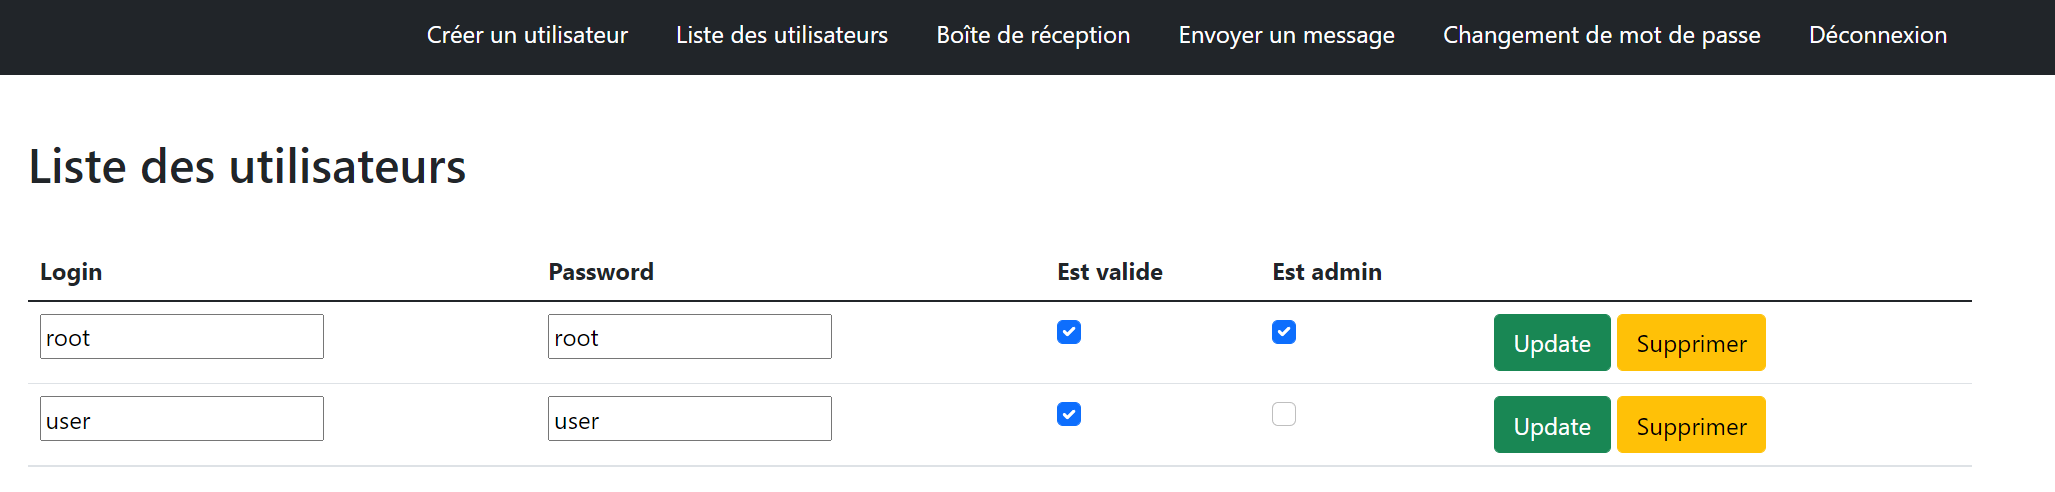 Créer un utilisateur Liste des utilisateurs Boîte de réception Envoyer un message Changement de mot de passe Déconnexion
Liste des utilisateurs
Login Password Est valide Est admin
root root Update Supprimer
user user Update Supprimer